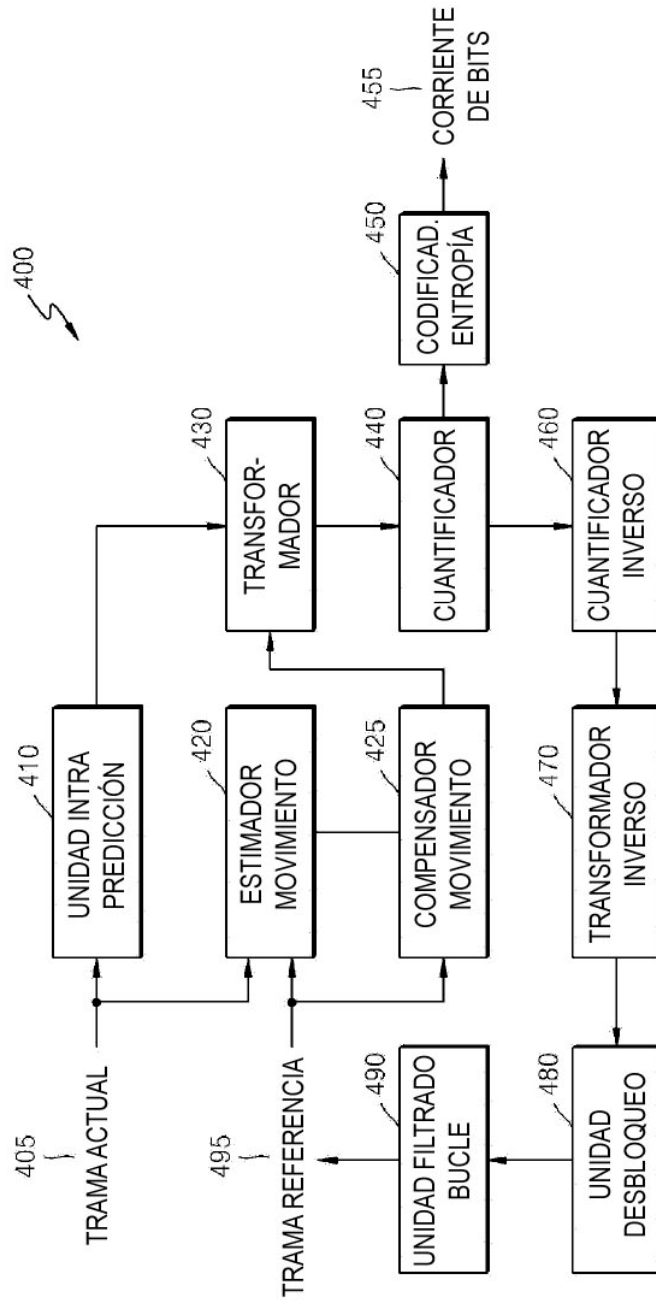 400
405
TRAMA ACTUAL
410
UNIDAD INTRA
PREDICCIÓN
495
TRAMA REFERENCIA
420
ESTIMADOR
MOVIMIENTO
425
COMPENSADOR
MOVIMIENTO
430
TRANSFOR-
MADOR
440
CUANTIFICADOR
450
CODIFICAD.
ENTROPÍA
455
CORRIENTE
DE BITS
460
CUANTIFICADOR
INVERSO
470
TRANSFORMADOR
INVERSO
480
UNIDAD
DESBLOQUEO
490
UNIDAD FILTRADO
BUCLE